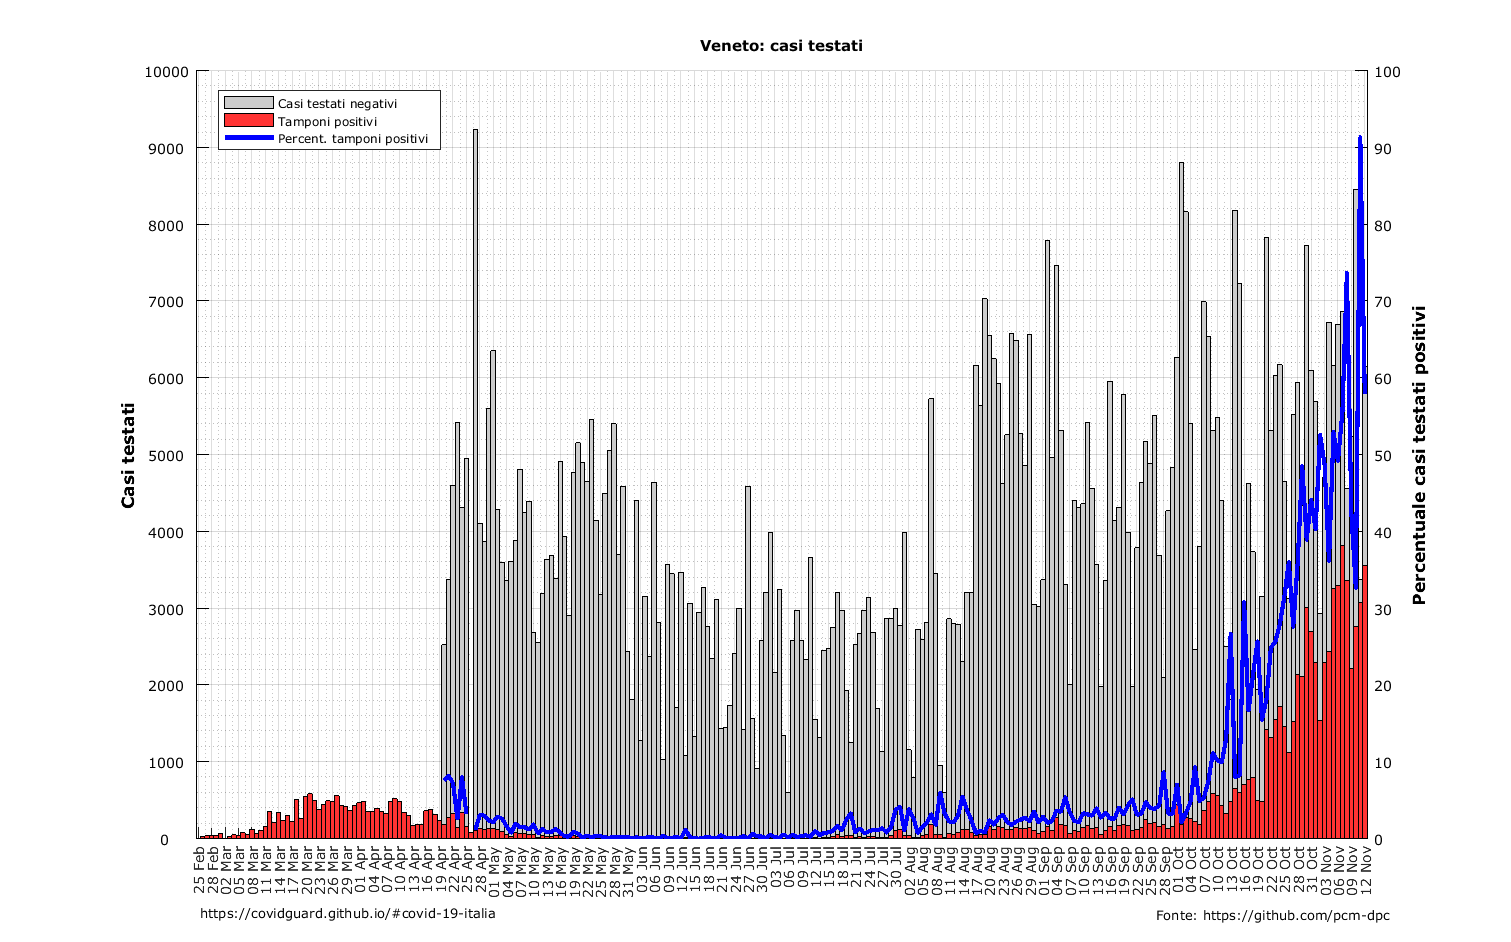 Veneto: casi testati
Casi testati negativi
Tamponi positivi
Percent. tamponi positivi
10000
9000
8000
7000
6000
5000
4000
3000
2000
1000
0
Casi testati
100
90
80
70
60
50
40
30
20
10
0
Percentuale casi testati positivi
25 Feb
28 Feb
02 Mar
05 Mar
08 Mar
11 Mar
14 Mar
17 Mar
20 Mar
23 Mar
26 Mar
29 Mar
01 Apr
04 Apr
07 Apr
10 Apr
13 Apr
16 Apr
19 Apr
22 Apr
25 Apr
28 Apr
01 May
04 May
07 May
10 May
13 May
16 May
19 May
22 May
25 May
28 May
31 May
03 Jun
06 Jun
09 Jun
12 Jun
15 Jun
18 Jun
21 Jun
24 Jun
27 Jun
30 Jun
03 Jul
06 Jul
09 Jul
12 Jul
15 Jul
18 Jul
21 Jul
24 Jul
27 Jul
30 Jul
02 Aug
05 Aug
08 Aug
11 Aug
14 Aug
17 Aug
20 Aug
23 Aug
26 Aug
29 Aug
01 Sep
04 Sep
07 Sep
10 Sep
13 Sep
16 Sep
19 Sep
22 Sep
25 Sep
28 Sep
01 Oct
04 Oct
07 Oct
10 Oct
13 Oct
16 Oct
19 Oct
22 Oct
25 Oct
28 Oct
31 Oct
03 Nov
06 Nov
09 Nov
12 Nov
https://covidguard.github.io/#covid-19-italia
Fonte: https://github.com/pcm-dpc